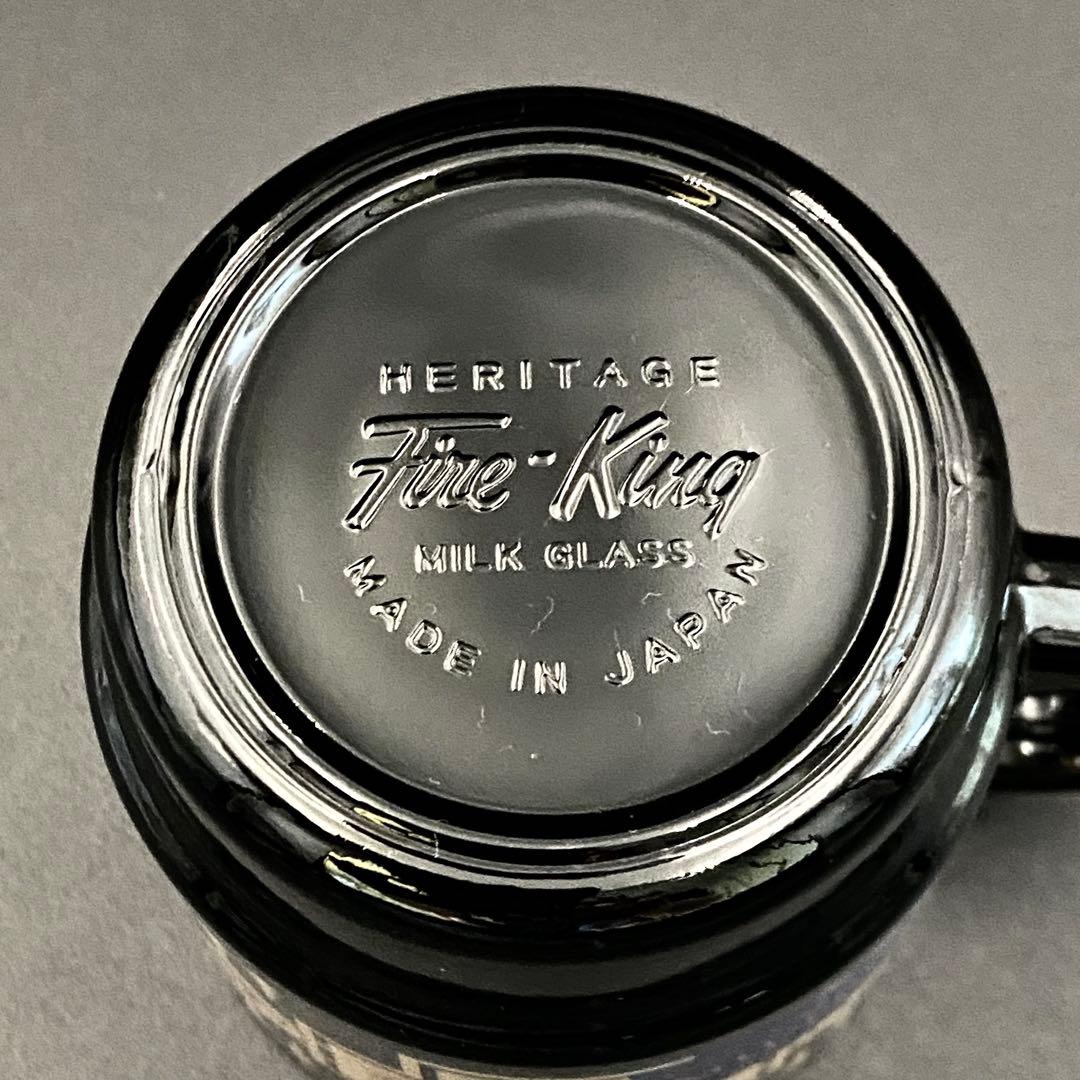 HERITAGE
Fire-King
MILK GLASS
MADE IN JAPAN